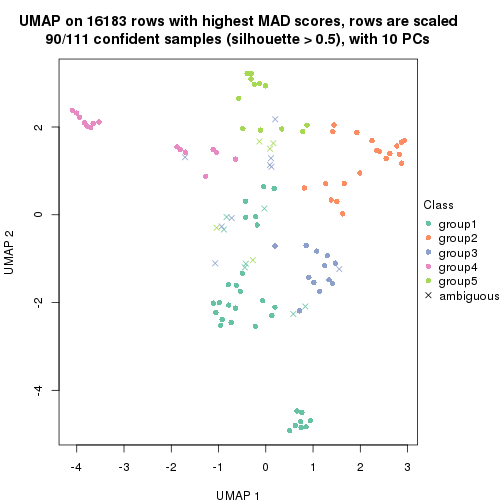 UMAP on 16183 rows with highest MAD scores, rows are scaled
90/111 confident samples (silhouette > 0.5), with 10 PCs
2
0
-2
-4
UMAP 2
-4 -3 -2 -1 0 1 2 3
UMAP 1
Class
group1
group2
group3
group4
group5
ambiguous